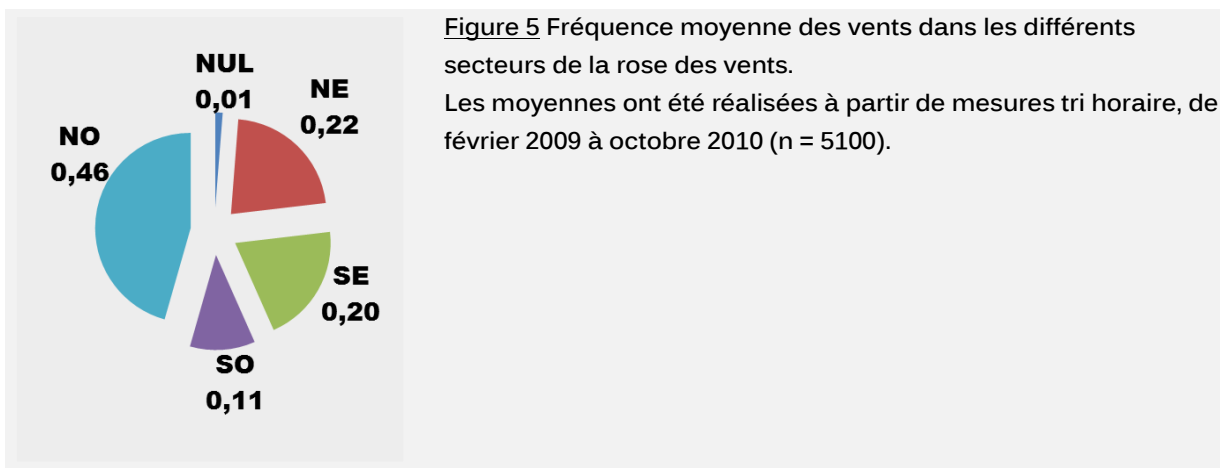 NUL
0,01
NE
0,22
NO
0,46
SE
0,20
SO
0,11
Figure 5 Fréquence moyenne des vents dans les différents
secteurs de la rose des vents.
Les moyennes ont été réalisées à partir de mesures tri horaire, de
février 2009 à octobre 2010 (n = 5100).